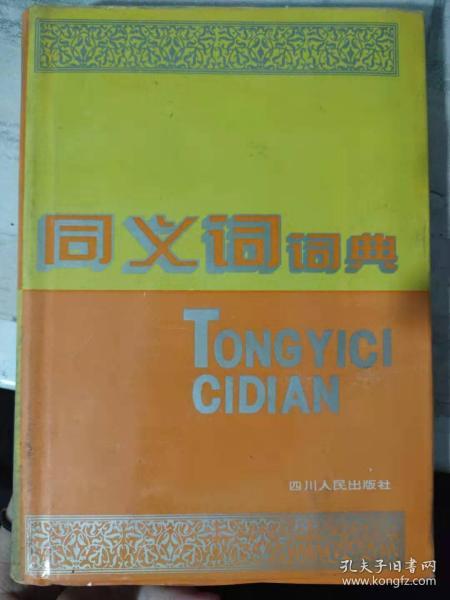 同义词词典
TONGYICI
CIDIAN
四川人民出版社
孔夫子旧书网
www.kongfz.com